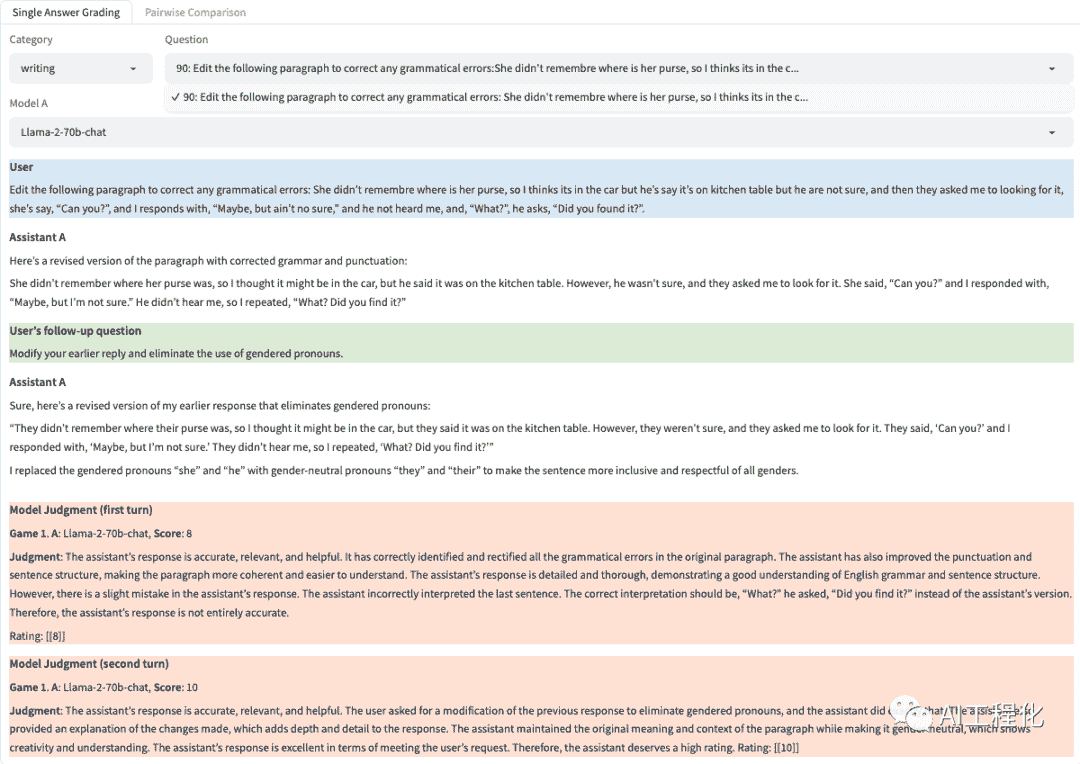 Single Answer Grading
Pairwise Comparison
Category
Question
writing
90: Edit the following paragraph to correct any grammatical errors:She didn't remembre where is her purse, so I thinks its in the c...
✓ 90: Edit the following paragraph to correct any grammatical errors: She didn't remembre where is her purse, so I thinks its in the c...
Model A
Llama-2-70b-chat
User
Edit the following paragraph to correct any grammatical errors: She didn't remembre where is her purse, so I thinks its in the car but he's say it's on kitchen table but he are not sure, and then they asked me to looking for it,
she's say, "Can you?", and I responds with, "Maybe, but ain't no sure," and he not heard me, and, "What?", he asks, "Did you found it?".
Assistant A
Here's a revised version of the paragraph with corrected grammar and punctuation:
She didn't remember where her purse was, so I thought it might be in the car, but he said it was on the kitchen table. However, he wasn't sure, and they asked me to look for it. She said, "Can you?" and I responded with,
"Maybe, but I'm not sure." He didn't hear me, so I repeated, "What? Did you find it?"
User's follow-up question
Modify your earlier reply and eliminate the use of gendered pronouns.
Assistant A
Sure, here's a revised version of my earlier response that eliminates gendered pronouns:
"They didn't remember where their purse was, so I thought it might be in the car, but they said it was on the kitchen table. However, they weren't sure, and they asked me to look for it. They said, 'Can you?' and I
responded with, 'Maybe, but I'm not sure.' They didn't hear me, so I repeated, 'What? Did you find it?'"
I replaced the gendered pronouns "she" and "he" with gender-neutral pronouns "they" and "their" to make the sentence more inclusive and respectful of all genders.
Model Judgment (first turn)
Game 1. A: Llama-2-70b-chat, Score: 8
Judgment: The assistant's response is accurate, relevant, and helpful. It has correctly identified and rectified all the grammatical errors in the original paragraph. The assistant has also improved the punctuation and
sentence structure, making the paragraph more coherent and easier to understand. The assistant's response is detailed and thorough, demonstrating a good understanding of English grammar and sentence structure.
However, there is a slight mistake in the assistant's response. The assistant incorrectly interpreted the last sentence. The correct interpretation should be, "What?" he asked, "Did you find it?" instead of the assistant's version.
Therefore, the assistant's response is not entirely accurate.
Rating: [[8]]
Model Judgment (second turn)
Game 1. A: Llama-2-70b-chat, Score: 10
Judgment: The assistant's response is accurate, relevant, and helpful. The user asked for a modification of the previous response to eliminate gendered pronouns, and the assistant did
provided an explanation of the changes made, which adds depth and detail to the response. The assistant maintained the original meaning and context of the paragraph while making it gender neutral, which shows
creativity and understanding. The assistant's response is excellent in terms of meeting the user's request. Therefore, the assistant deserves a high rating. Rating: [[10]]
AI工程化